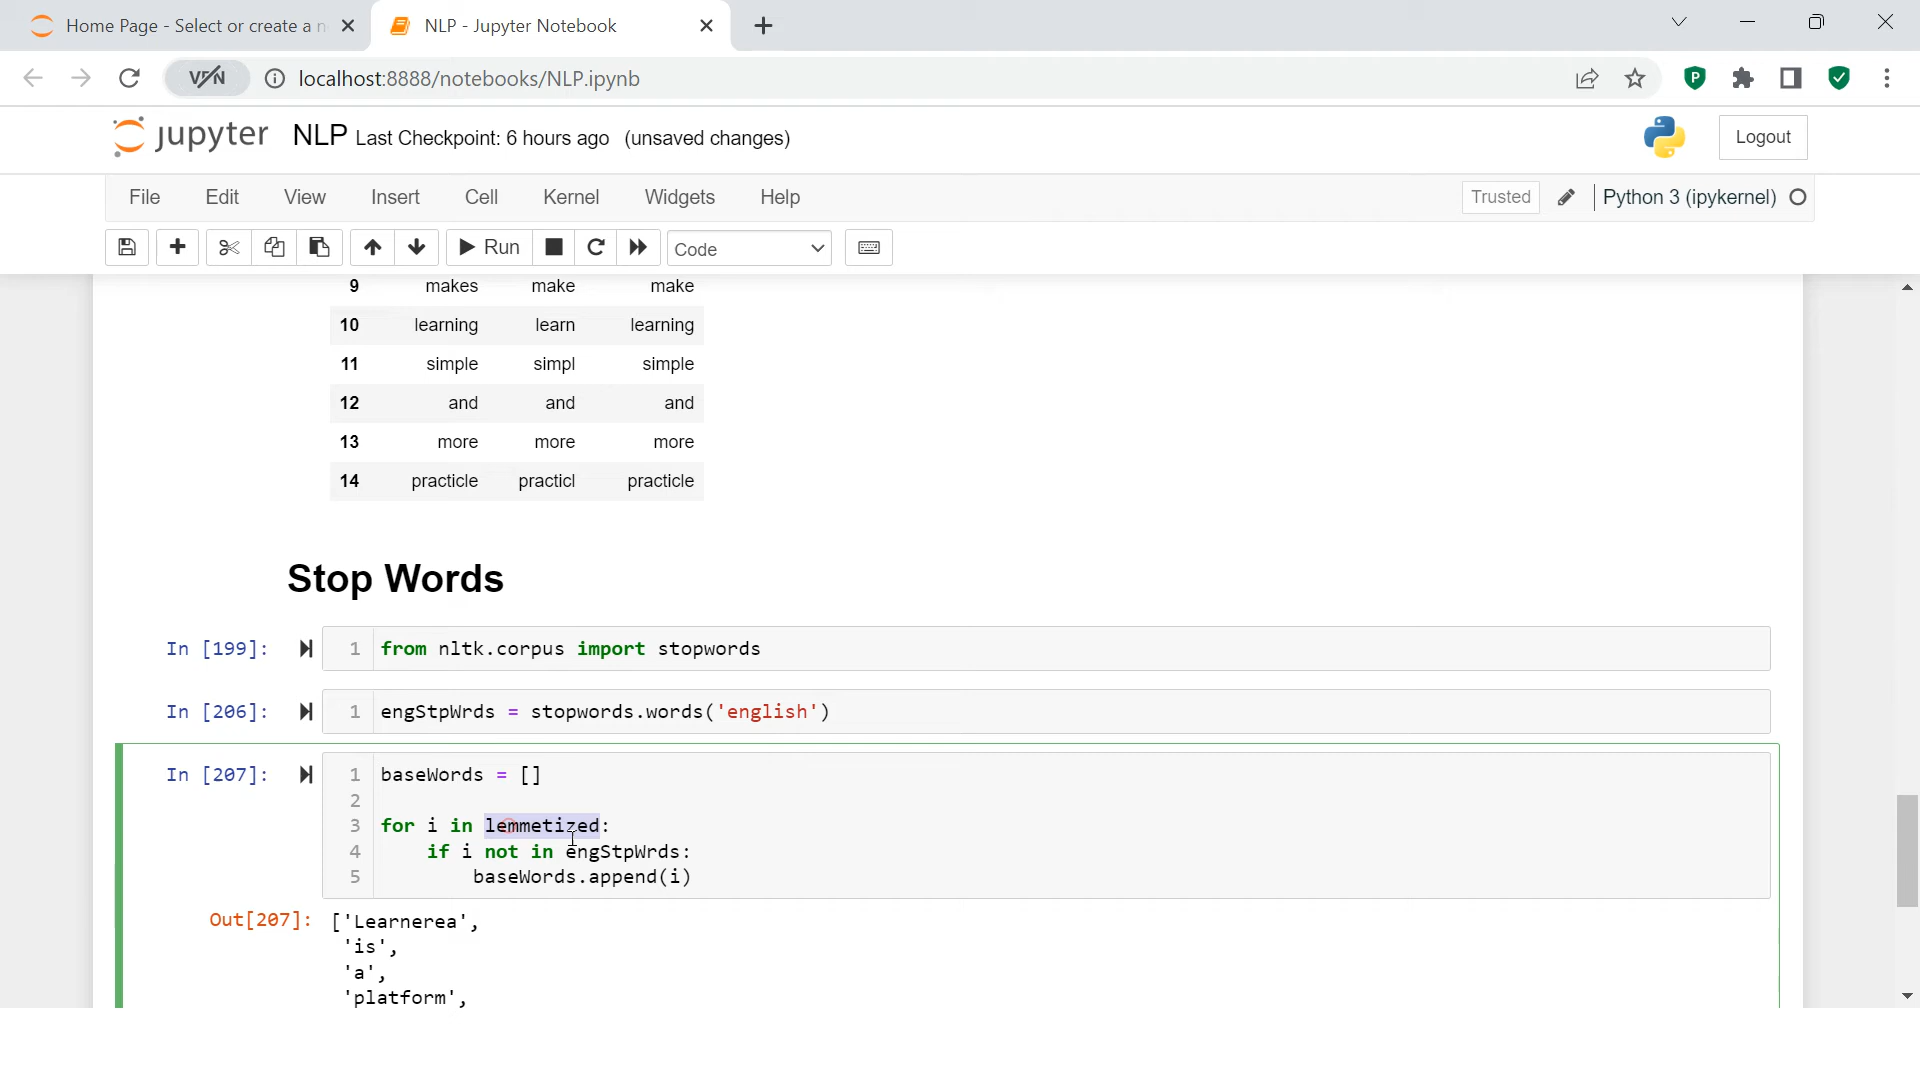 Home Page - Select or create a n
NLP - Jupyter Notebook
VPN
localhost:8888/notebooks/NLP.ipynb
P
jupyter NLP Last Checkpoint: 6 hours ago (unsaved changes)
Logout
File Edit View Insert Cell Kernel Widgets Help
Trusted Python 3 (ipykernel)
Run Code
9 makes make make
10 learning learn learning
11 simple simpl simple
12 and and and
13 more more more
14 practicle practicl practicle
Stop Words
In [199]: 1 from nltk.corpus import stopwords
In [206]: 1 engStpWrds = stopwords.words('english')
In [207]: 1 baseWords = []
2
3 for i in lemmetized:
4 if i not in engStpWrds:
5 baseWords.append(i)
Out[207]: ['Learnerea',
'is',
'a',
'platform',